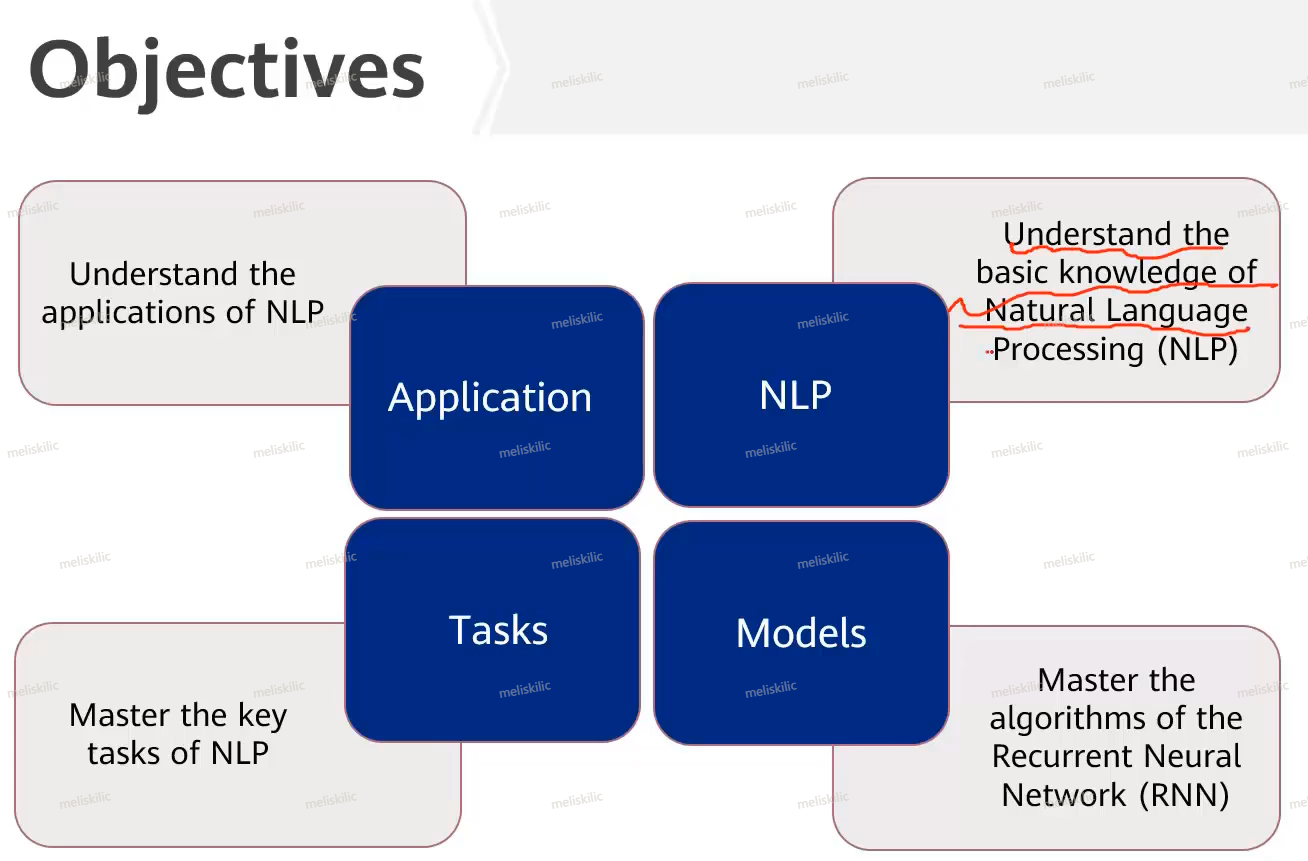 Objectives
Understand the
applications of NLP
Application
NLP
Understand the
basic knowledge of
Natural Language
Processing (NLP)
Tasks
Models
Master the key
tasks of NLP
Master the
algorithms of the
Recurrent Neural
Network (RNN)
meliskilic